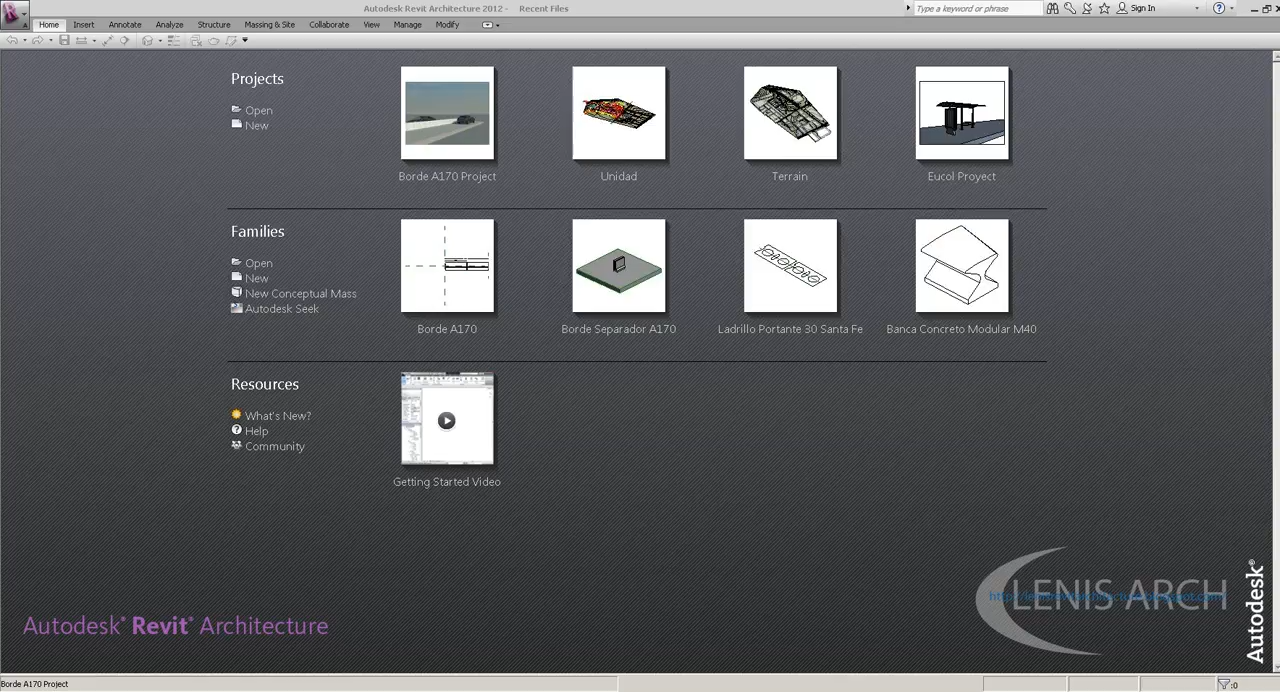 Autodesk Revit Architecture 2012 - Recent Files
Type a keyword or phrase
Sign In
Home Insert Annotate Analyze Structure Massing & Site Collaborate View Manage Modify
Projects
Open
New
Borde A170 Project
Unidad
Terrain
Eucol Proyect
Families
Open
New
New Conceptual Mass
Autodesk Seek
Borde A170
Borde Separador A170
Ladrillo Portante 30 Santa Fe
Banca Concreto Modular M40
Resources
What's New?
Help
Community
Getting Started Video
LENIS ARCH
Autodesk® Revit® Architecture
Autodesk®
Borde A170 Project
:0